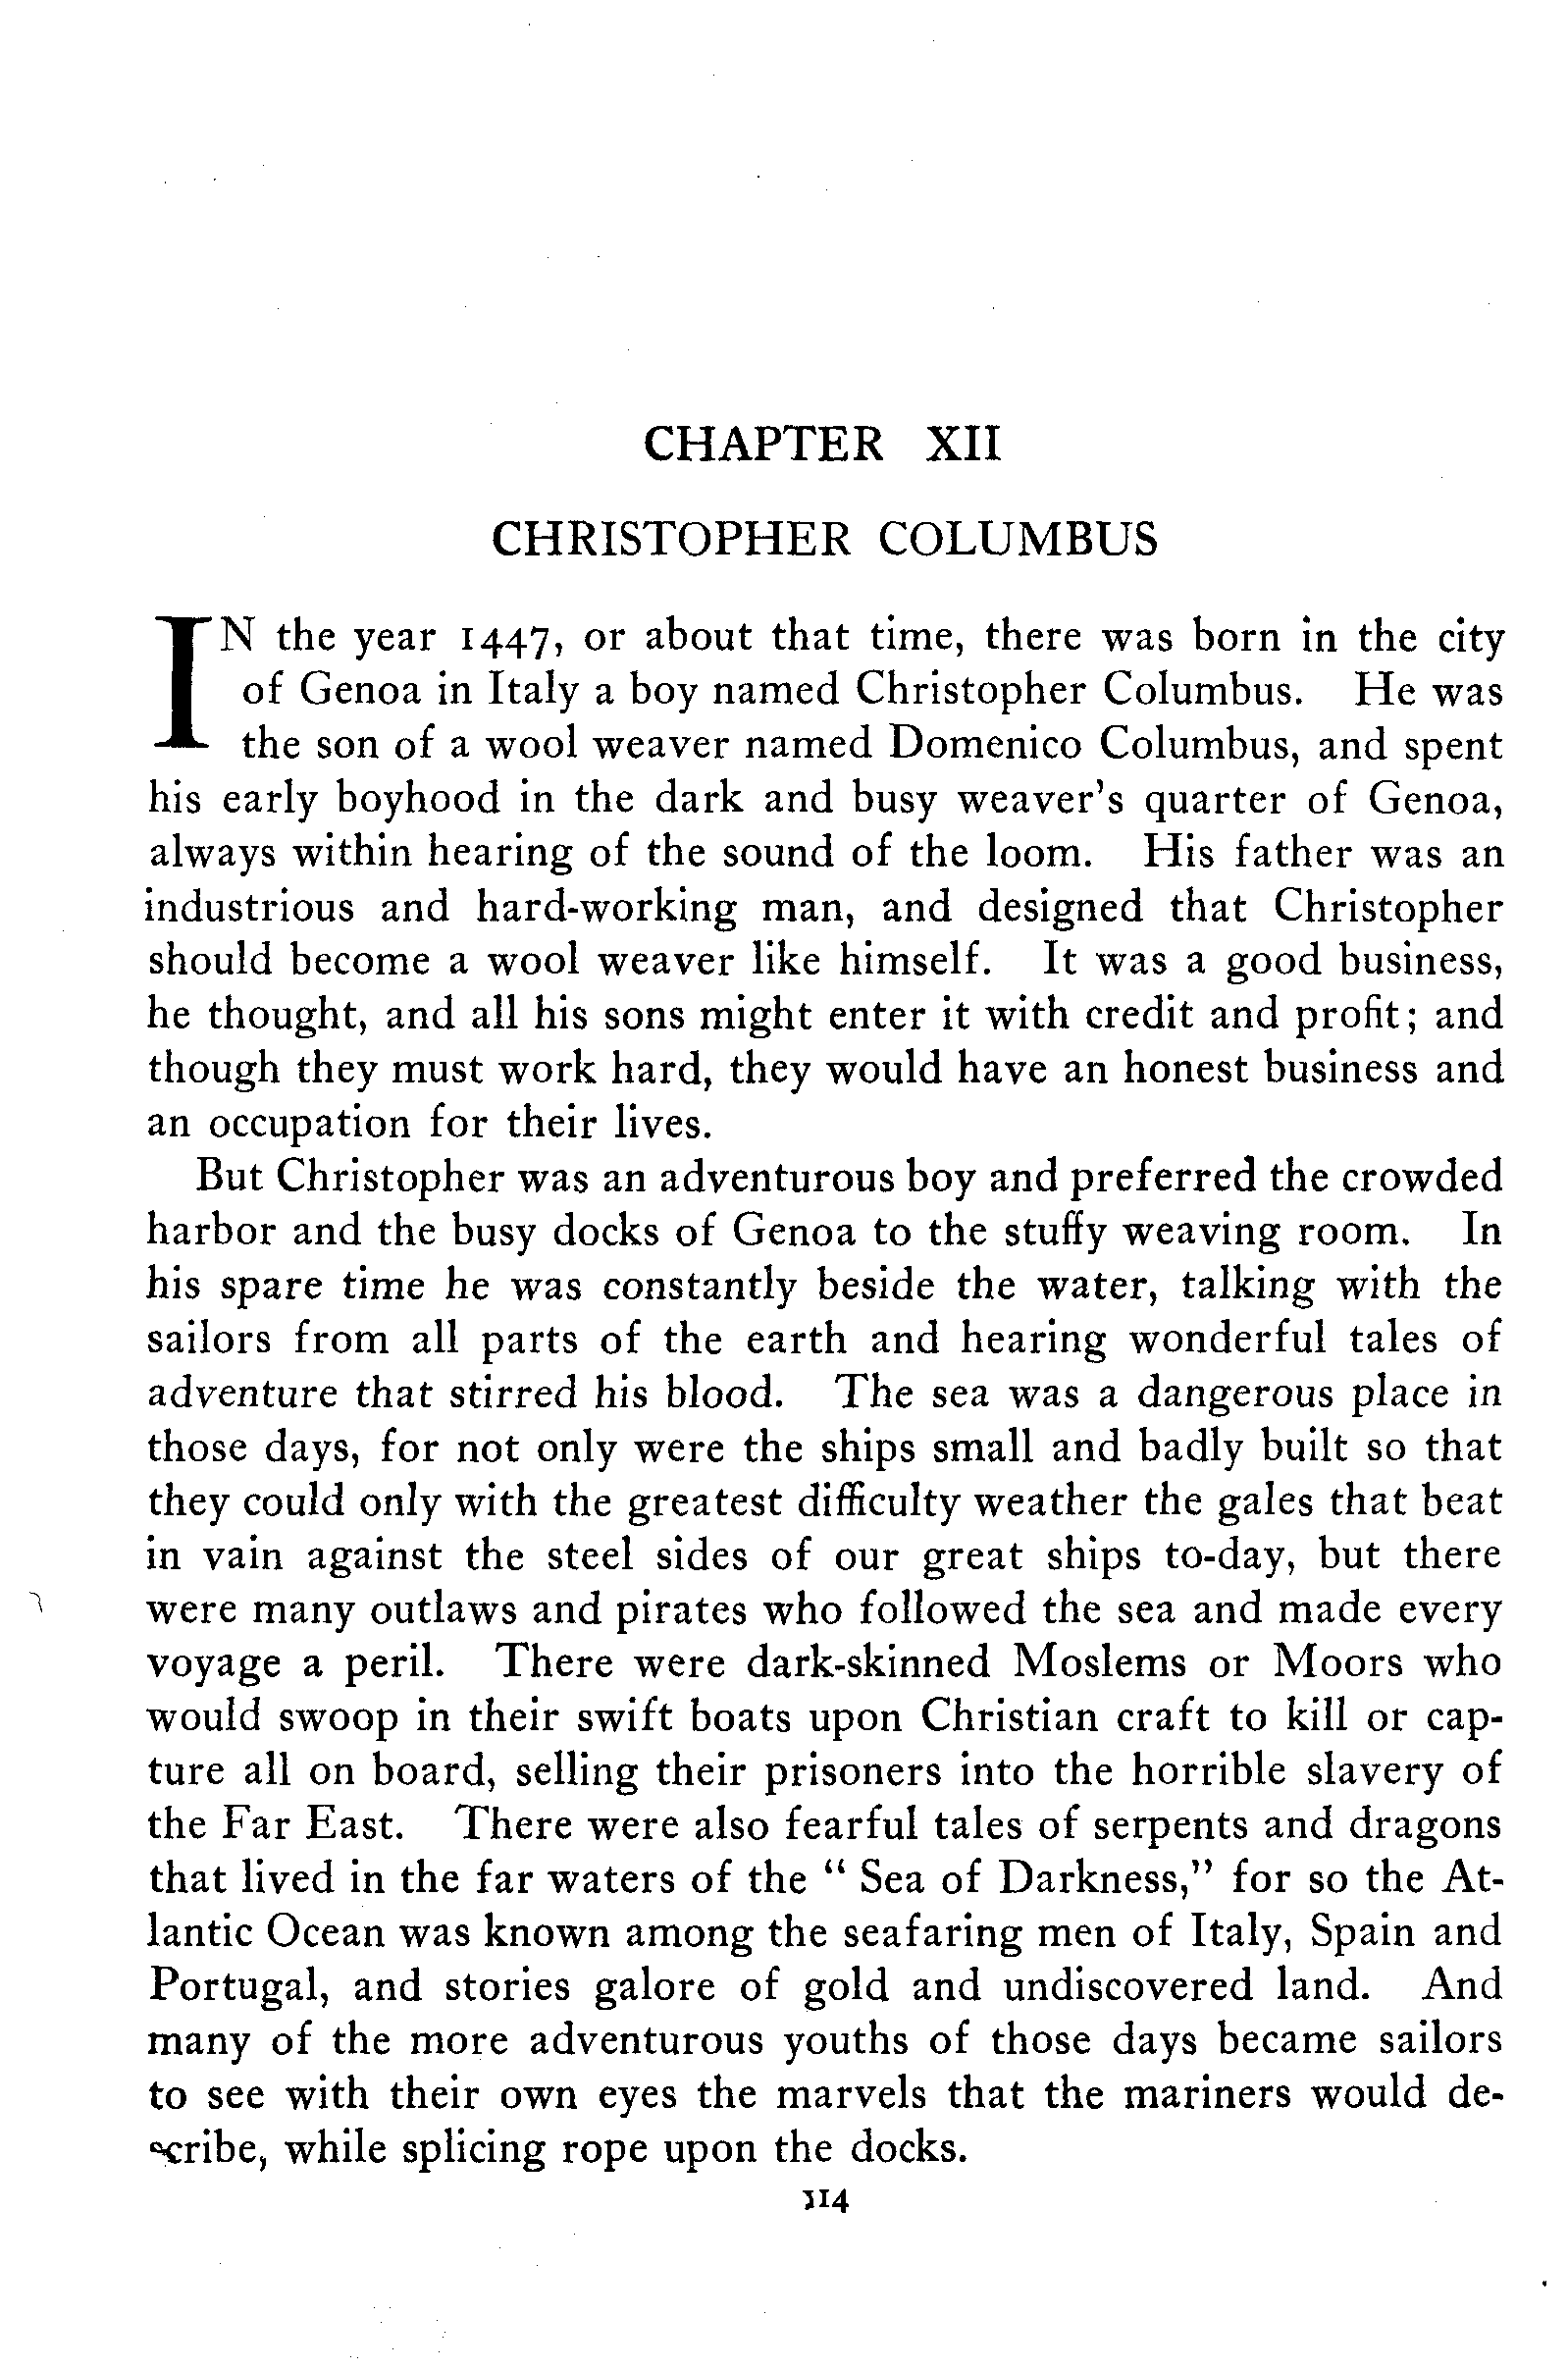 CHAPTER XII
CHRISTOPHER COLUMBUS
IN the year 1447, or about that time, there was born in the city
of Genoa in Italy a boy named Christopher Columbus. He was
the son of a wool weaver named Domenico Columbus, and spent
his early boyhood in the dark and busy weaver's quarter of Genoa,
always within hearing of the sound of the loom. His father was an
industrious and hard-working man, and designed that Christopher
should become a wool weaver like himself. It was a good business,
he thought, and all his sons might enter it with credit and profit; and
though they must work hard, they would have an honest business and
an occupation for their lives.
But Christopher was an adventurous boy and preferred the crowded
harbor and the busy docks of Genoa to the stuffy weaving room. In
his spare time he was constantly beside the water, talking with the
sailors from all parts of the earth and hearing wonderful tales of
adventure that stirred his blood. The sea was a dangerous place in
those days, for not only were the ships small and badly built so that
they could only with the greatest difficulty weather the gales that beat
in vain against the steel sides of our great ships to-day, but there
were many outlaws and pirates who followed the sea and made every
voyage a peril. There were dark-skinned Moslems or Moors who
would swoop in their swift boats upon Christian craft to kill or cap-
ture all on board, selling their prisoners into the horrible slavery of
the Far East. There were also fearful tales of serpents and dragons
that lived in the far waters of the " Sea of Darkness," for so the At-
lantic Ocean was known among the seafaring men of Italy, Spain and
Portugal, and stories galore of gold and undiscovered land. And
many of the more adventurous youths of those days became sailors
to see with their own eyes the marvels that the mariners would de-
scribe, while splicing rope upon the docks.
114